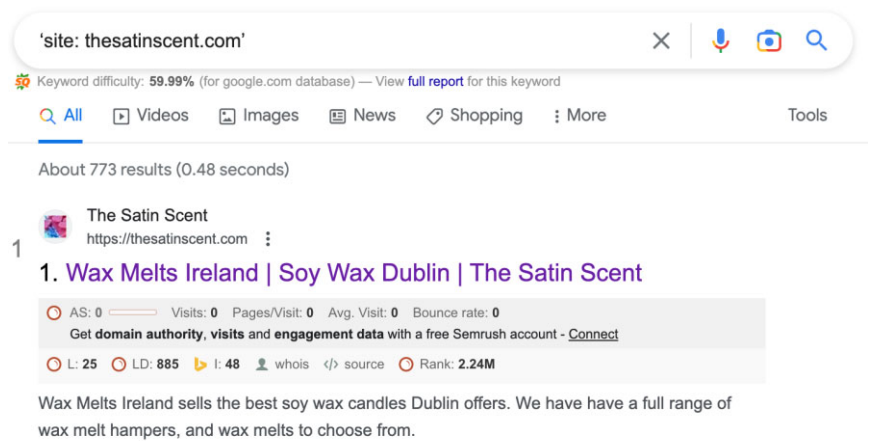 ‘site: thesatinscent.com’
Keyword difficulty: 59.99% (for google.com database) — View full report for this keyword
All Videos Images News Shopping More Tools
About 773 results (0.48 seconds)
The Satin Scent
https://thesatinscent.com
1
1. Wax Melts Ireland | Soy Wax Dublin | The Satin Scent
AS: 0 Visits: 0 Pages/Visit: 0 Avg. Visit: 0 Bounce rate: 0
Get domain authority, visits and engagement data with a free Semrush account - Connect
L: 25 LD: 885 I: 48 whois </> source Rank: 2.24M
Wax Melts Ireland sells the best soy wax candles Dublin offers. We have have a full range of
wax melt hampers, and wax melts to choose from.